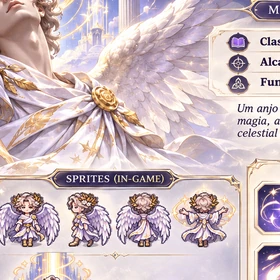 M
Clas
Alca
Fun
Um anjo
magia, a
celestial
SPRITES (IN-GAME)